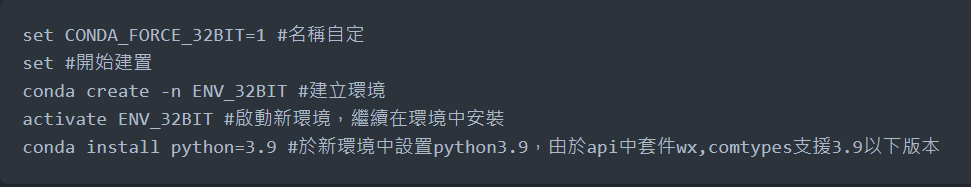 set CONDA_FORCE_32BIT=1 #名稱自定
set #開始建置
conda create -n ENV_32BIT #建立環境
activate ENV_32BIT #啟動新環境，繼續在環境中安裝
conda install python=3.9 #於新環境中設置python3.9，由於api中套件wx,comtypes支援3.9以下版本